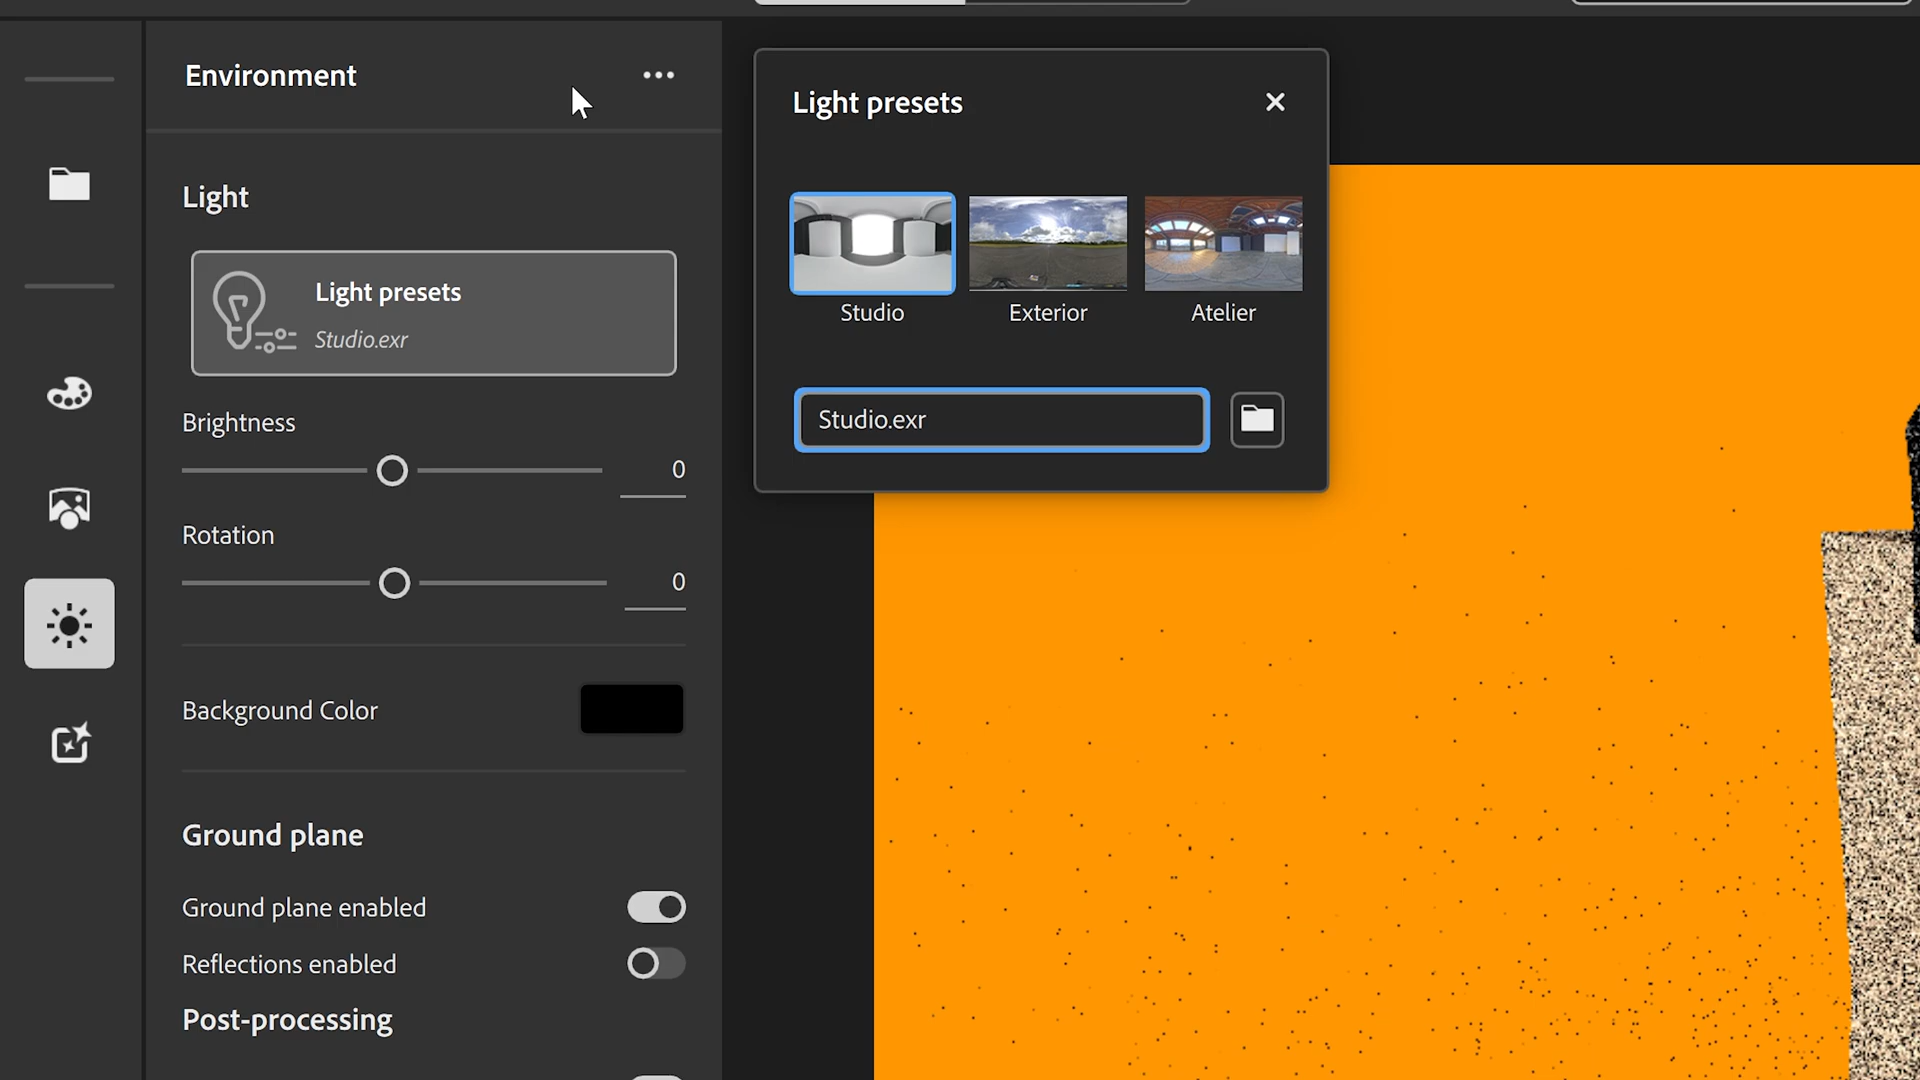 Environment
Light
Light presets
Studio.exr
Brightness
0
Rotation
0
Background Color
Ground plane
Ground plane enabled
Reflections enabled
Post-processing
Light presets
Studio
Exterior
Atelier
Studio.exr